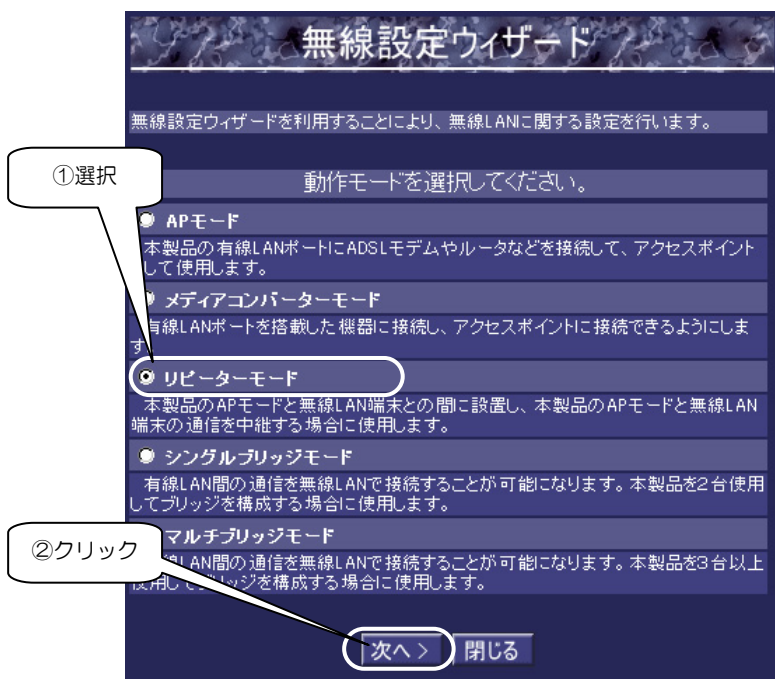 無線設定ウィザード
無線設定ウィザードを利用することにより、無線LANに関する設定を行います。
①選択
動作モードを選択してください。
APモード
本製品の有線LANポートにADSLモデムやルータなどを接続して、アクセスポイント
して使用します。
メディアコンバーターモード
有線LANポートを搭載した機器に接続し、アクセスポイントに接続できるようにしま
す
リピーターモード
本製品のAPモードと無線LAN端末との間に設置し、本製品のAPモードと無線LAN
端末の通信を中継する場合に使用します。
シングルブリッジモード
有線LAN間の通信を無線LANで接続することが可能になります。本製品を2台使用
してブリッジを構成する場合に使用します。
②クリック
マルチブリッジモード
線LAN間の通信を無線LANで接続することが可能になります。本製品を3台以上
使用してブリッジを構成する場合に使用します。
次へ >
閉じる